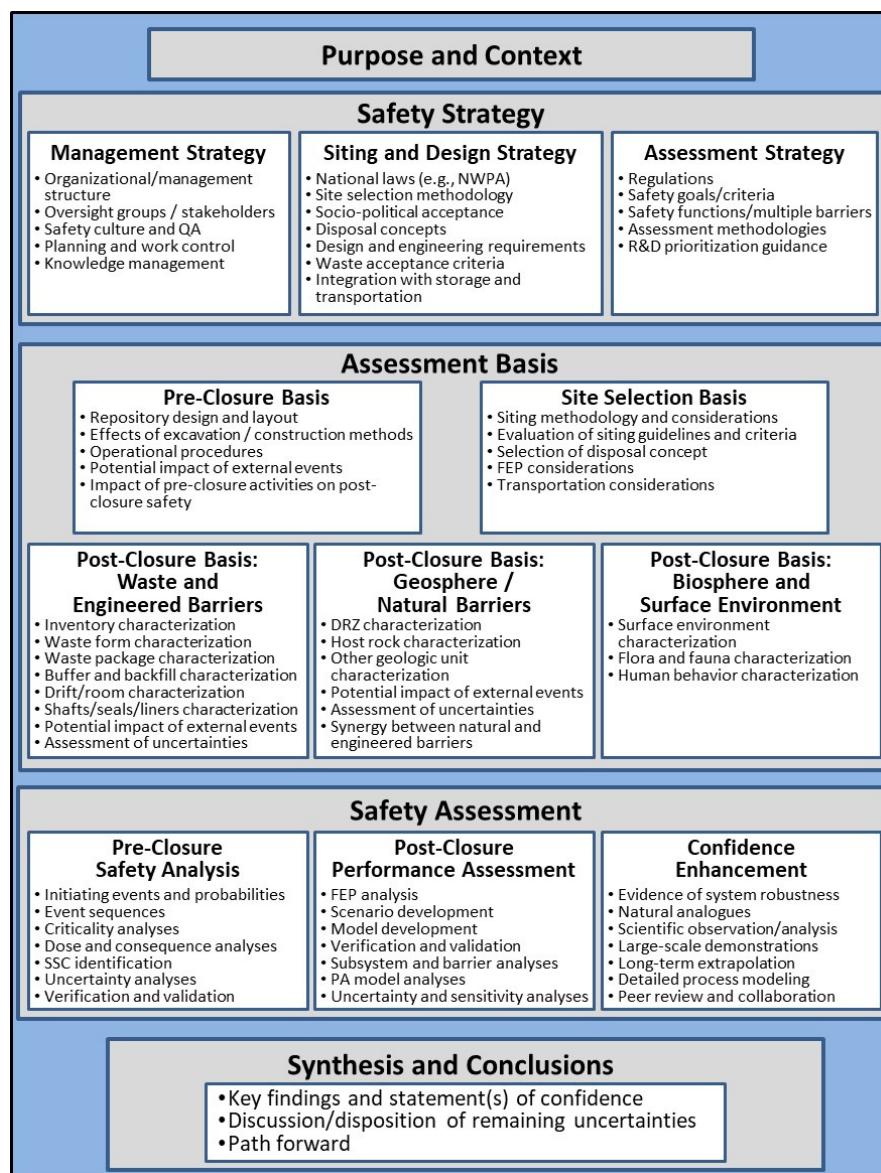 Purpose and Context
Safety Strategy
Management Strategy
• Organizational/management
structure
• Oversight groups / stakeholders
• Safety culture and QA
• Planning and work control
• Knowledge management
Siting and Design Strategy
• National laws (e.g., NWPA)
• Site selection methodology
• Socio-political acceptance
• Disposal concepts
• Design and engineering requirements
• Waste acceptance criteria
• Integration with storage and
transportation
Assessment Strategy
• Regulations
• Safety goals/criteria
• Safety functions/multiple barriers
• Assessment methodologies
• R&D prioritization guidance
Assessment Basis
Pre-Closure Basis
• Repository design and layout
• Effects of excavation / construction methods
• Operational procedures
• Potential impact of external events
• Impact of pre-closure activities on post-
closure safety
Site Selection Basis
• Siting methodology and considerations
• Evaluation of siting guidelines and criteria
• Selection of disposal concept
• FEP considerations
• Transportation considerations
Post-Closure Basis:
Waste and
Engineered Barriers
• Inventory characterization
• Waste form characterization
• Waste package characterization
• Buffer and backfill characterization
• Drift/room characterization
• Shafts/seals/liners characterization
• Potential impact of external events
• Assessment of uncertainties
Post-Closure Basis:
Geosphere /
Natural Barriers
• DRZ characterization
• Host rock characterization
• Other geologic unit
characterization
• Potential impact of external events
• Assessment of uncertainties
• Synergy between natural and
engineered barriers
Post-Closure Basis:
Biosphere and
Surface Environment
• Surface environment
characterization
• Flora and fauna characterization
• Human behavior characterization
Safety Assessment
Pre-Closure
Safety Analysis
• Initiating events and probabilities
• Event sequences
• Criticality analyses
• Dose and consequence analyses
• SSC identification
• Uncertainty analyses
• Verification and validation
Post-Closure
Performance Assessment
• FEP analysis
• Scenario development
• Model development
• Verification and validation
• Subsystem and barrier analyses
• PA model analyses
• Uncertainty and sensitivity analyses
Confidence
Enhancement
• Evidence of system robustness
• Natural analogues
• Scientific observation/analysis
• Large-scale demonstrations
• Long-term extrapolation
• Detailed process modeling
• Peer review and collaboration
Synthesis and Conclusions
•Key findings and statement(s) of confidence
•Discussion/disposition of remaining uncertainties
•Path forward